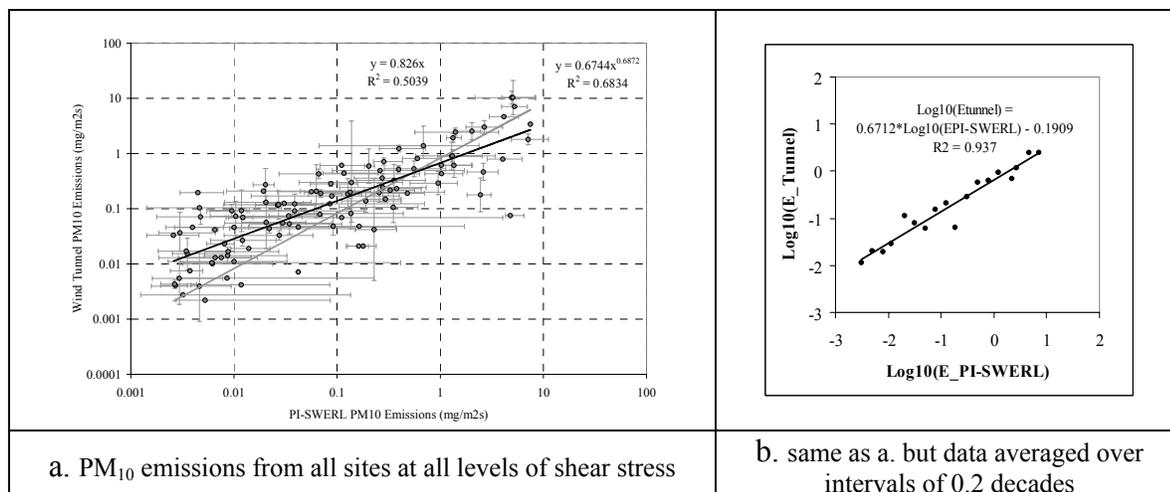 100
10
1
0.1
0.01
0.001
0.0001
0.001
0.01
0.1
1
10
100
Wind Tunnel PM10 Emissions (mg/m2s)
PI-SWERL PM10 Emissions (mg/m2s)
y = 0.826x
R² = 0.5039
y = 0.6744x^0.6872
R² = 0.6834
a. PM₁₀ emissions from all sites at all levels of shear stress
2
1
0
-1
-2
-3
-3
-2
-1
0
1
2
Log10(E_Tunnel)
Log10(E_PI-SWERL)
Log10(Etunnel) =
0.6712*Log10(EPI-SWERL) - 0.1909
R2 = 0.937
b. same as a. but data averaged over
intervals of 0.2 decades